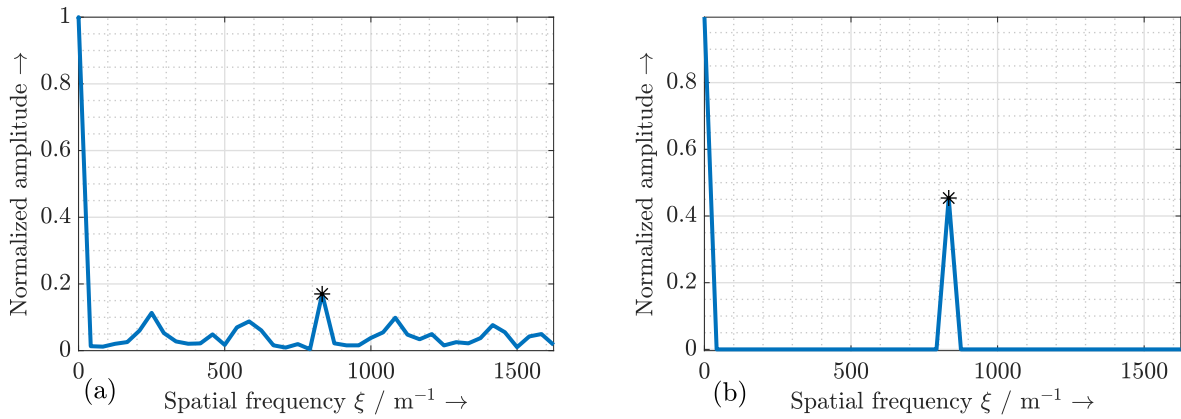 Normalized amplitude →
1
0.8
0.6
0.4
0.2
0
0 500 1000 1500
(a)
Spatial frequency ξ / m⁻¹ →
Normalized amplitude →
0.8
0.6
0.4
0.2
0
0 500 1000 1500
(b)
Spatial frequency ξ / m⁻¹ →